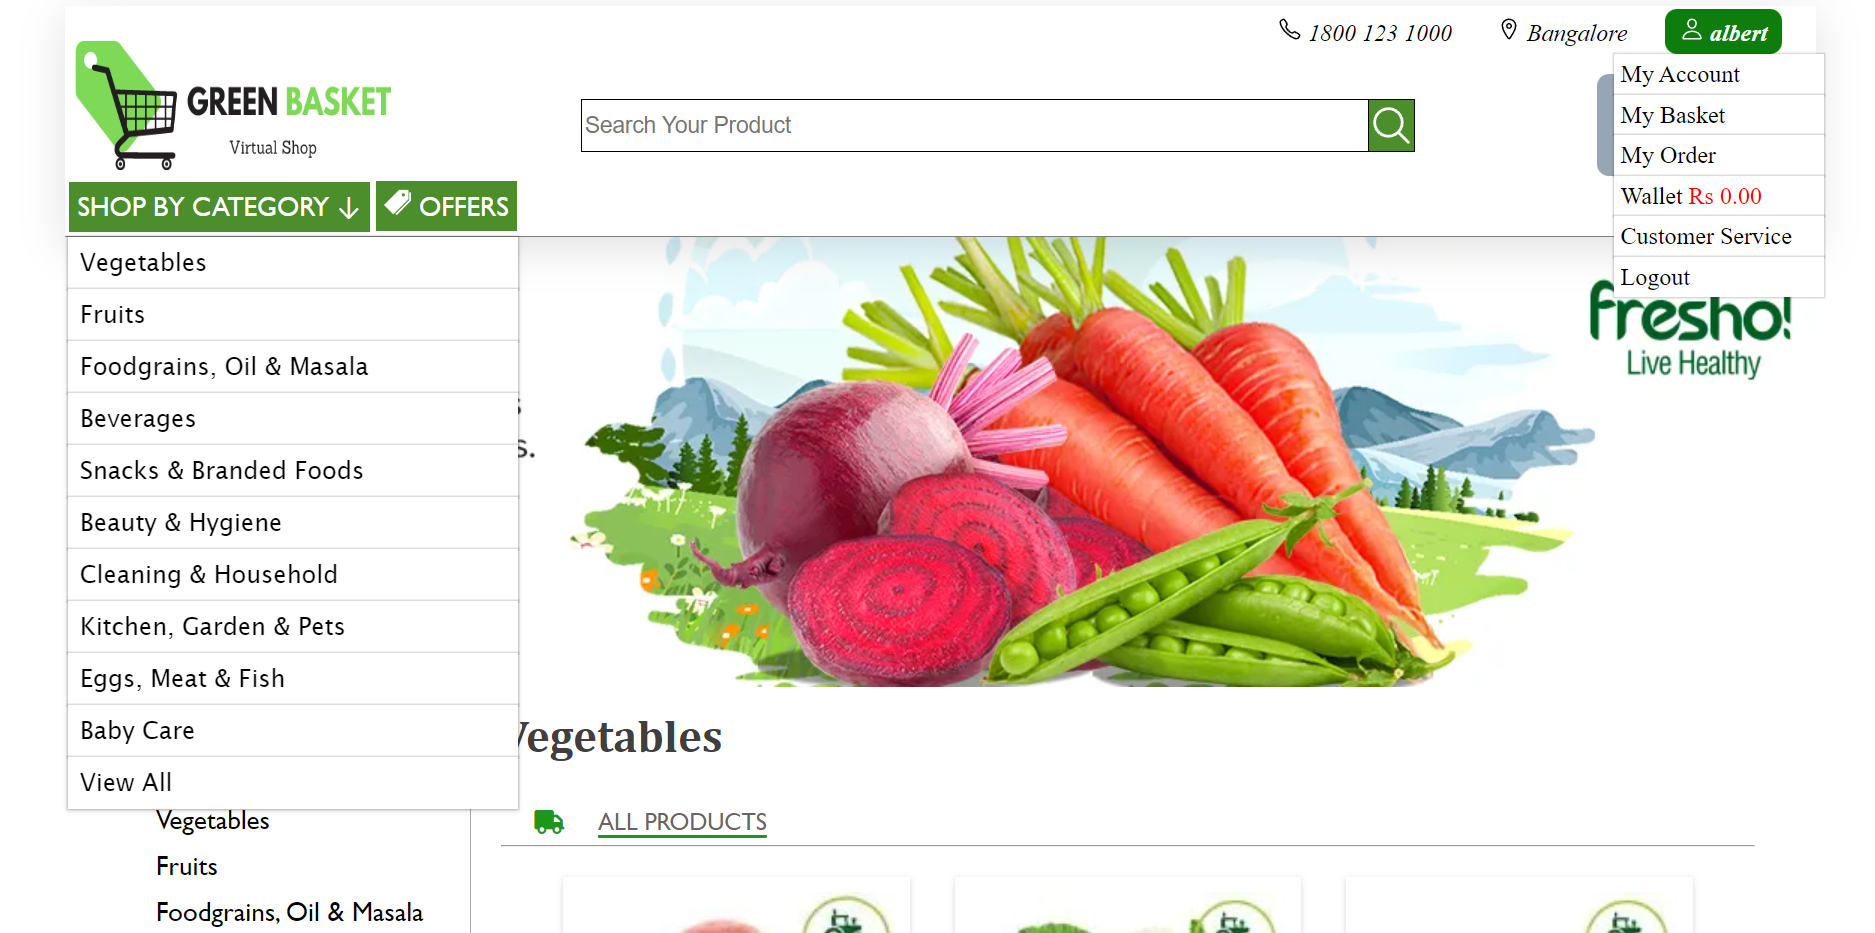 1800 123 1000
Bangalore
albert
My Account
My Basket
My Order
Wallet Rs 0.00
Customer Service
Logout
GREEN BASKET
Virtual Shop
Search Your Product
SHOP BY CATEGORY
OFFERS
Vegetables
Fruits
Foodgrains, Oil & Masala
Beverages
Snacks & Branded Foods
Beauty & Hygiene
Cleaning & Household
Kitchen, Garden & Pets
Eggs, Meat & Fish
Baby Care
View All
s.
fresho!
Live Healthy
Vegetables
ALL PRODUCTS
Vegetables
Fruits
Foodgrains, Oil & Masala